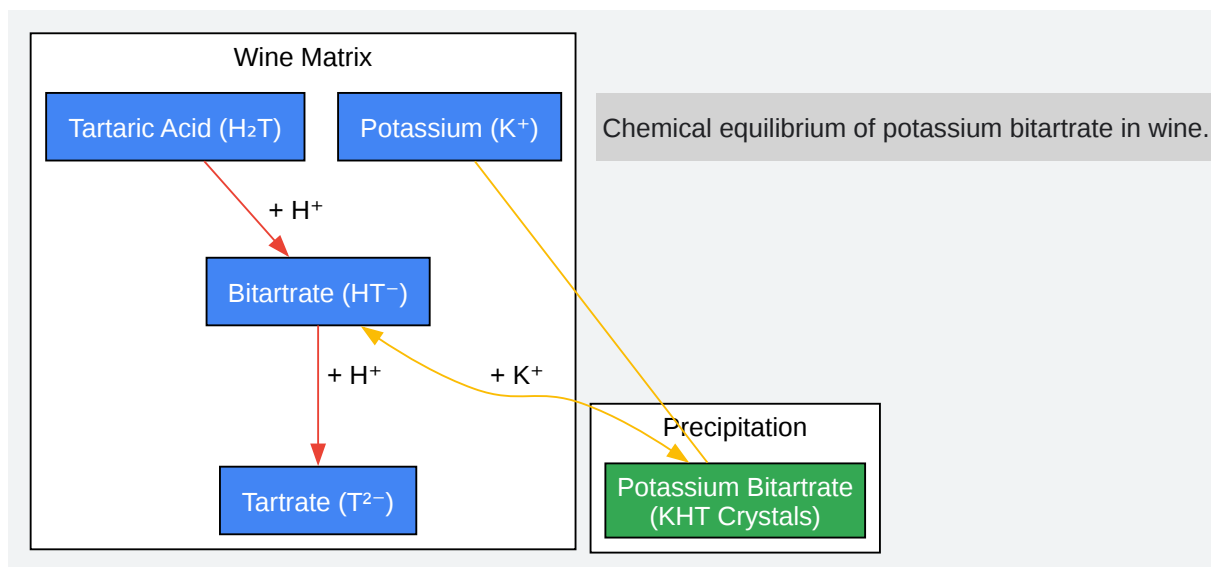 Wine Matrix
Tartaric Acid (H₂T)
Potassium (K⁺)
Chemical equilibrium of potassium bitartrate in wine.
+ H⁺
Bitartrate (HT⁻)
+ H⁺
+ K⁺
Precipitation
Tartrate (T²⁻)
Potassium Bitartrate
(KHT Crystals)